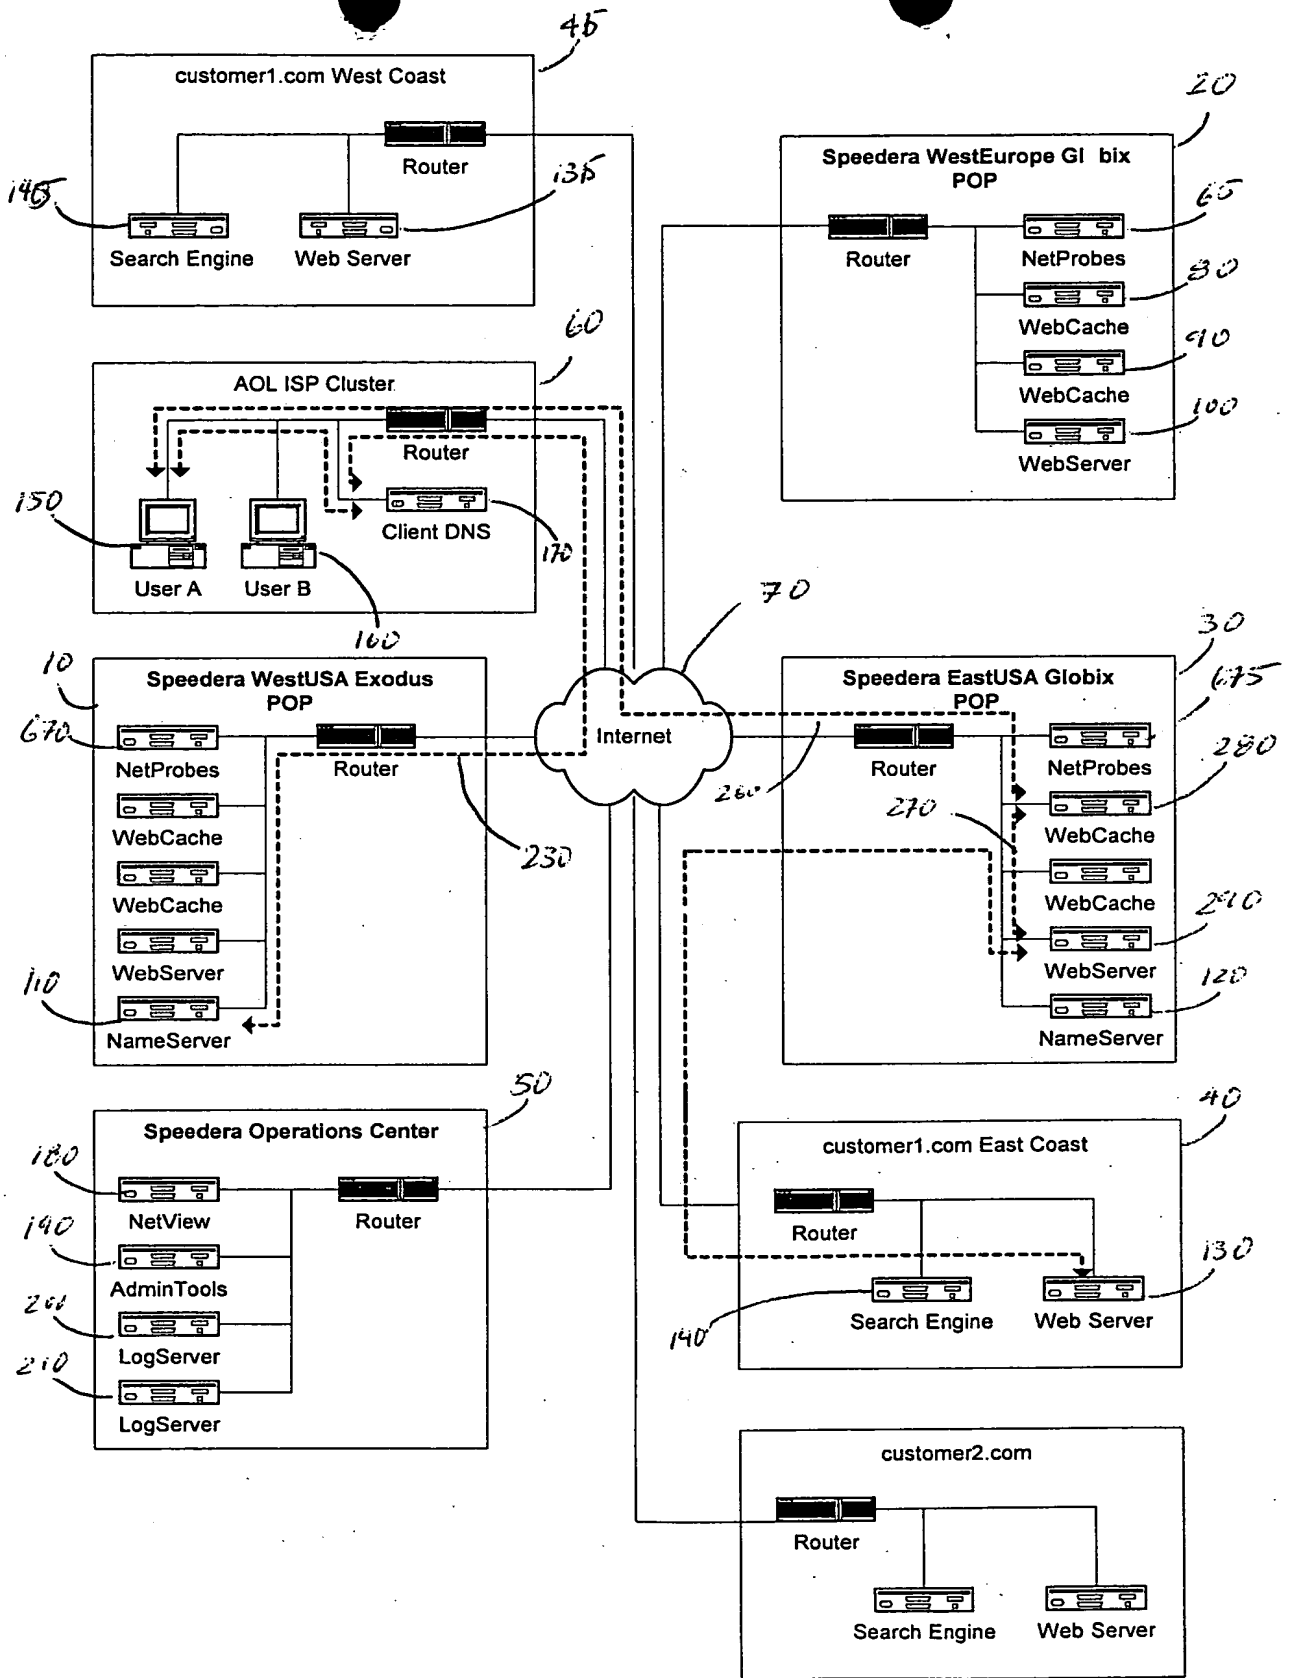 45
customer1.com West Coast
Router
145
135
Search Engine
Web Server
20
Speedera WestEurope Gl bix
POP
Router
65
NetProbes
80
WebCache
90
WebCache
100
WebServer
60
AOL ISP Cluster
Router
Client DNS
170
150
User A
User B
160
70
Internet
10
Speedera WestUSA Exodus
POP
670
NetProbes
Router
WebCache
WebCache
WebServer
110
NameServer
230
30
Speedera EastUSA Globix
POP
675
Router
NetProbes
260
280
270
WebCache
WebCache
290
WebServer
120
NameServer
50
Speedera Operations Center
180
NetView
Router
190
AdminTools
200
LogServer
210
LogServer
40
customer1.com East Coast
Router
130
140
Search Engine
Web Server
customer2.com
Router
Search Engine
Web Server